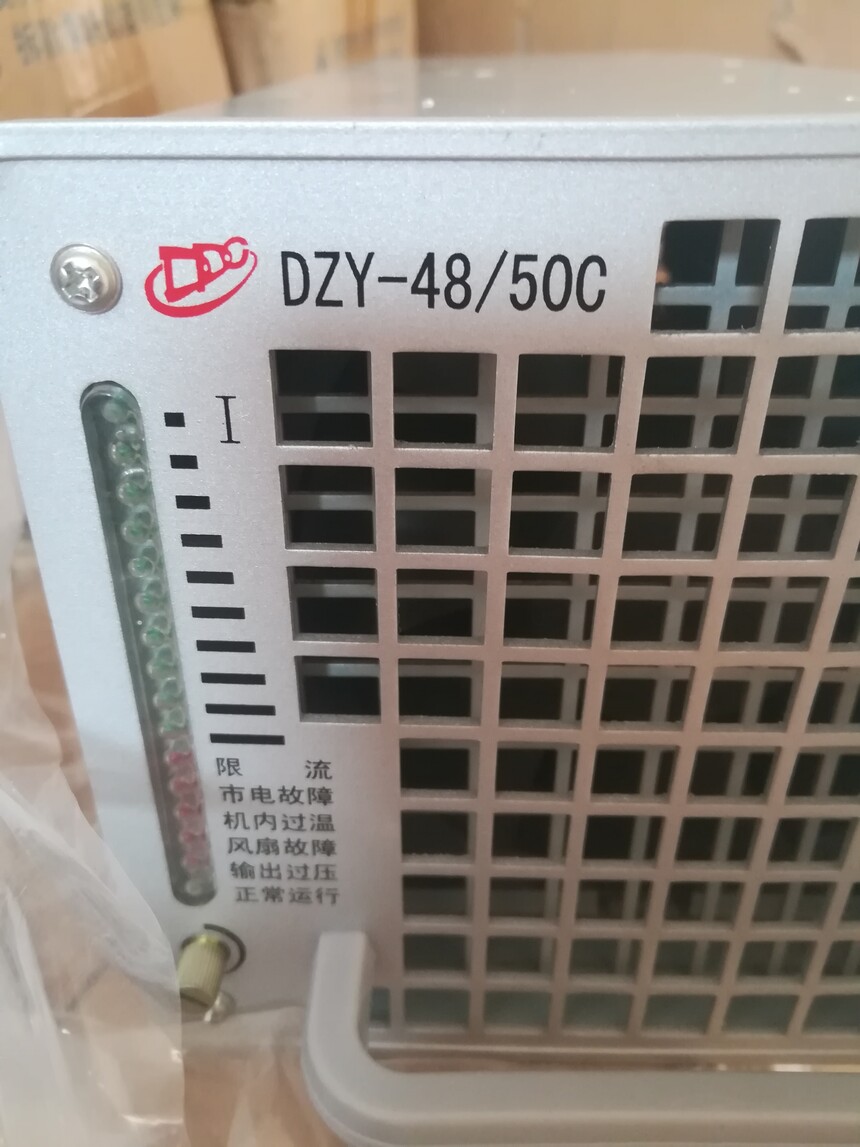 DZY-48/50C
I
限 流
市电故障
机内过温
风扇故障
输出过压
正常运行